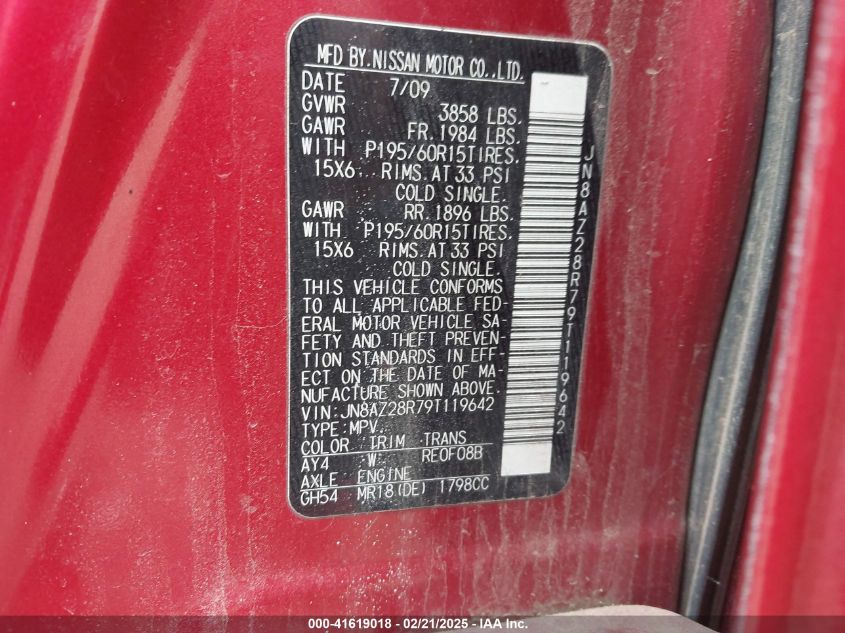 MFD BY.NISSAN MOTOR CO.,LTD.
DATE 7/09
GVWR 3858 LBS.
GAWR FR. 1984 LBS.
WITH P195/60R15TIRES.
15X6 RIMS.AT 33 PSI
COLD SINGLE.
GAWR RR. 1896 LBS.
WITH P195/60R15TIRES.
15X6 RIMS.AT 33 PSI
COLD SINGLE.
THIS VEHICLE CONFORMS
TO ALL APPLICABLE FED-
ERAL MOTOR VEHICLE SA-
FETY AND THEFT PREVEN-
TION STANDARDS IN EFF-
ECT ON THE DATE OF MA-
NUFACTURE SHOWN ABOVE.
VIN:JN8AZ28R79T119642
TYPE:MPV
COLOR TRIM TRANS
AY4 W RE0F08B
AXLE ENGINE
GH54 MR18(DE) 1798CC
JN8AZ28R79T119642
000-41619018 - 02/21/2025 - IAA Inc.